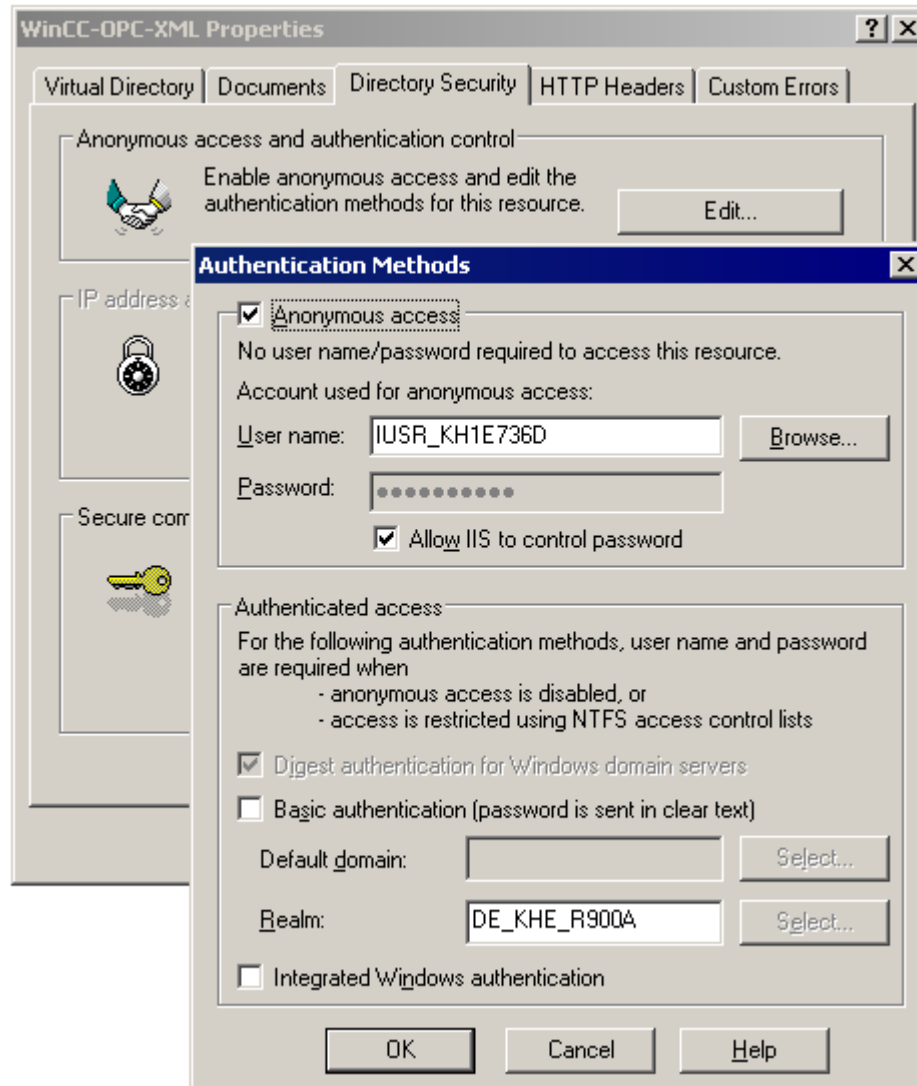 WinCC-OPC-XML Properties
Virtual Directory Documents Directory Security HTTP Headers Custom Errors
Anonymous access and authentication control
Enable anonymous access and edit the
authentication methods for this resource.
Edit...
Authentication Methods
IP address a
Anonymous access
No user name/password required to access this resource.
Account used for anonymous access:
User name: IUSR_KH1E736D Browse...
Password: ●●●●●●●●●●
Secure com
Allow IIS to control password
Authenticated access
For the following authentication methods, user name and password
are required when
- anonymous access is disabled, or
- access is restricted using NTFS access control lists
Digest authentication for Windows domain servers
Basic authentication (password is sent in clear text)
Default domain: Select...
Realm: DE_KHE_R900A Select...
Integrated Windows authentication
OK Cancel Help